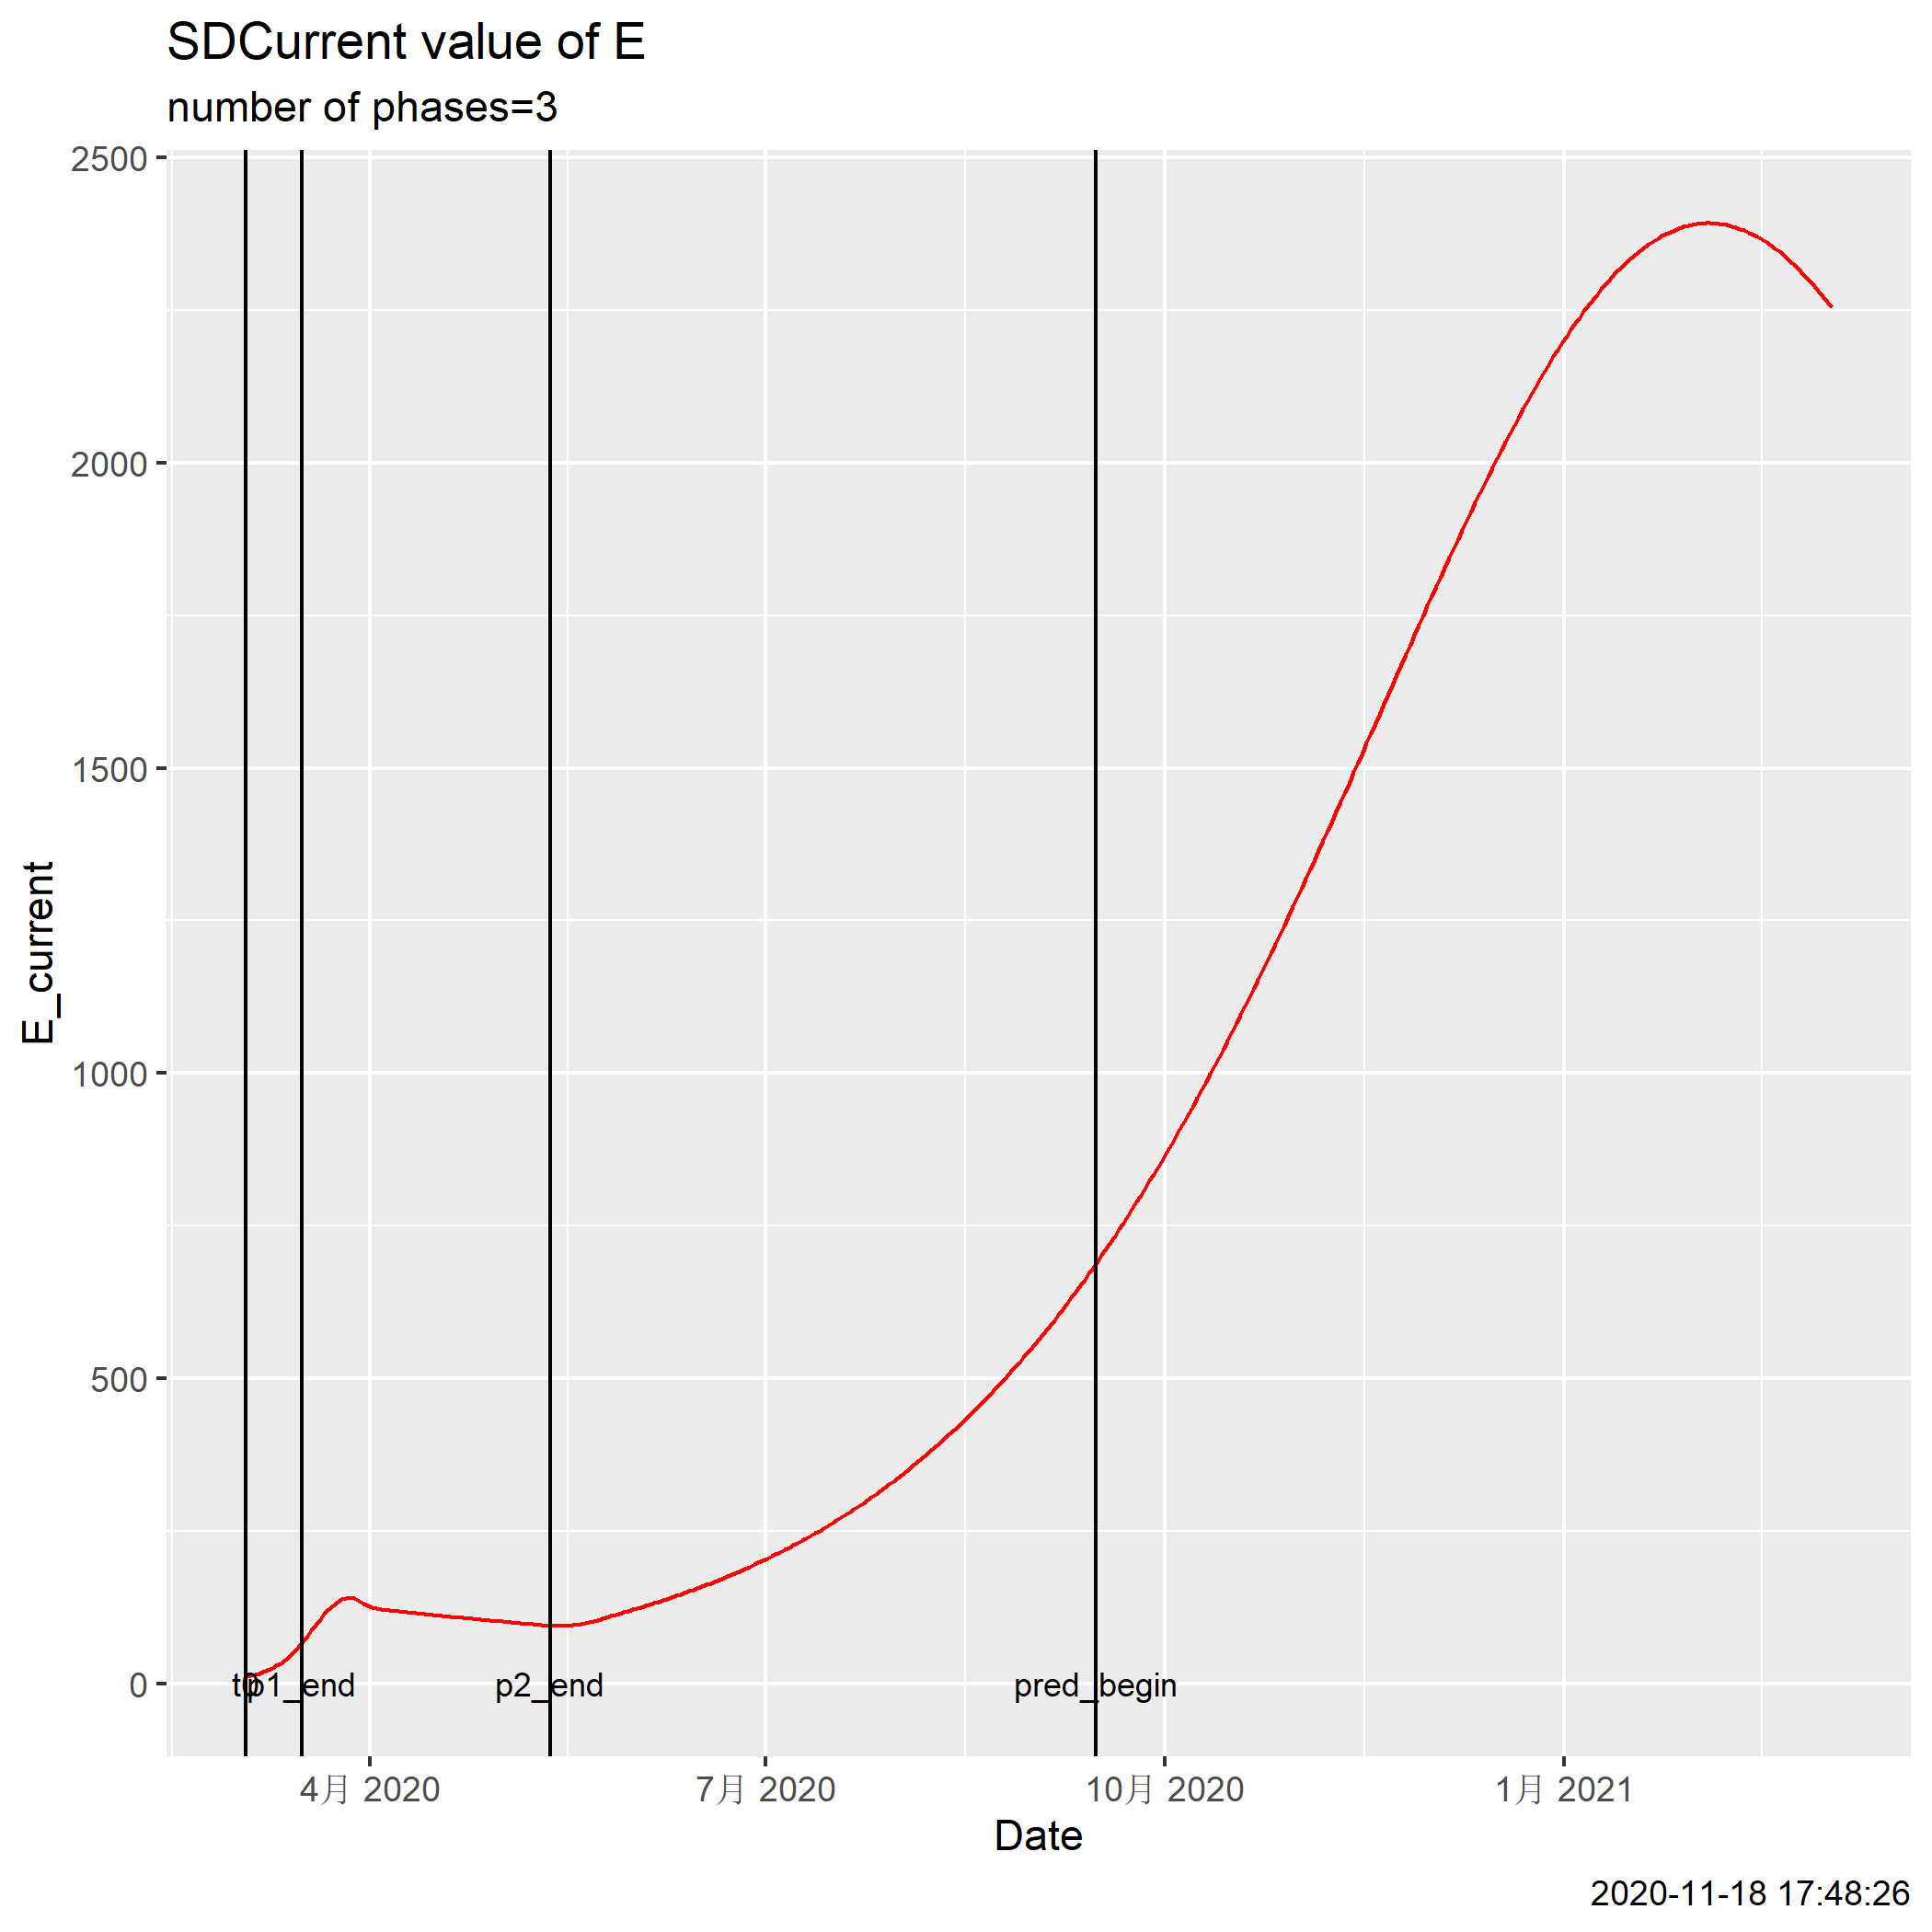 SDCurrent value of E
number of phases=3
2500
2000
1500
1000
500
0
E_current
t0
p1_end
p2_end
pred_begin
4月 2020
7月 2020
10月 2020
1月 2021
Date
2020-11-18 17:48:26